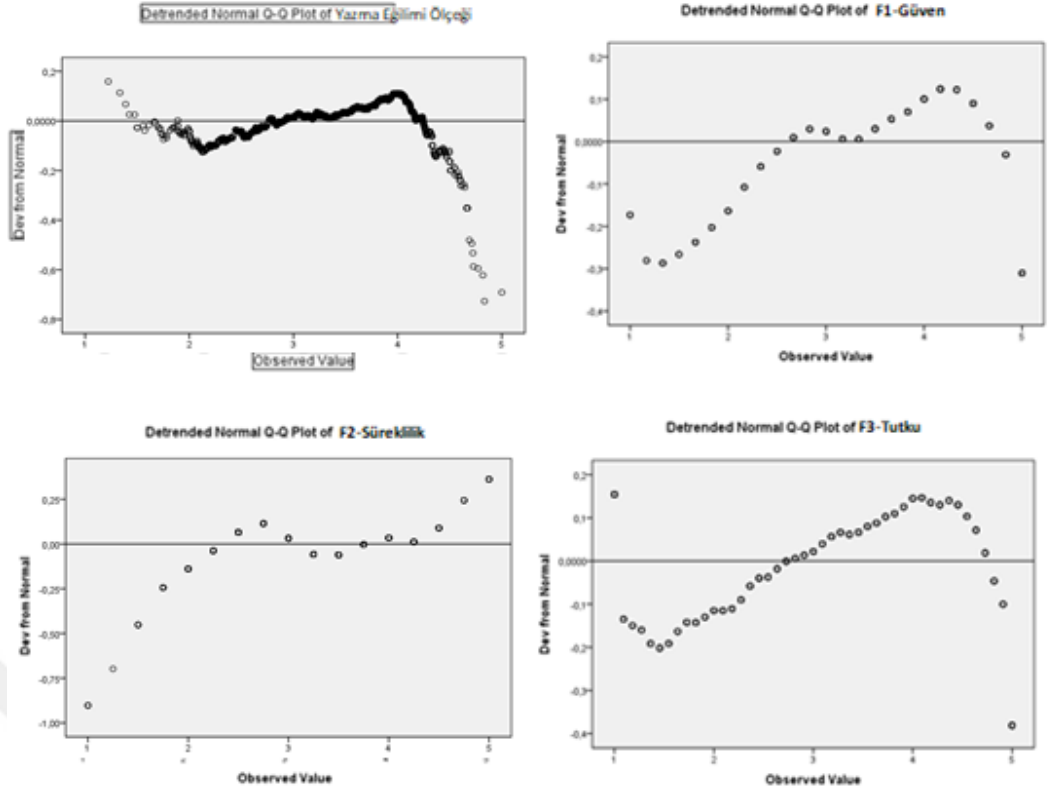 Detrended Normal Q-Q Plot of Yazma Eğilimi Ölçeği
0,2
0,0000
-0,2
-0,4
-0,6
-0,8
Dev from Normal
1 2 3 4 5
Observed Value
Detrended Normal Q-Q Plot of F1-Güven
0,2
0,1
0,0000
-0,1
-0,2
-0,3
-0,4
Dev from Normal
1 2 3 4 5
Observed Value
Detrended Normal Q-Q Plot of F2-Süreklilik
0,25
0,00
-0,25
-0,50
-0,75
-1,00
Dev from Normal
1 2 3 4 5
Observed Value
Detrended Normal Q-Q Plot of F3-Tutku
0,2
0,1
0,0000
-0,1
-0,2
-0,3
-0,4
Dev from Normal
1 2 3 4 5
Observed Value